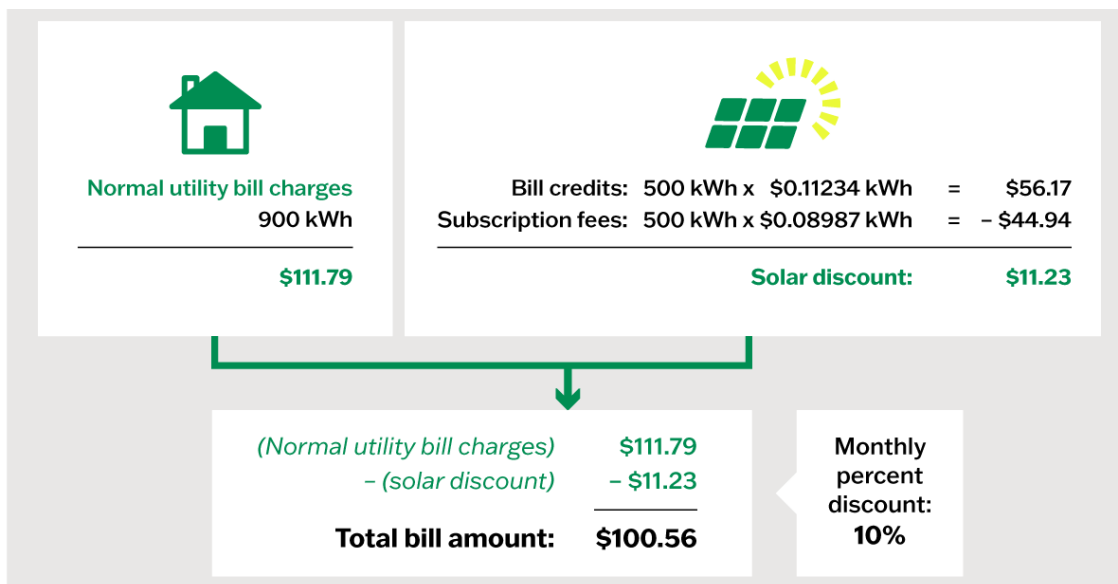 Normal utility bill charges
900 kWh
$111.79
Bill credits: 500 kWh x $0.11234 kWh = $56.17
Subscription fees: 500 kWh x $0.08987 kWh = – $44.94
Solar discount: $11.23
(Normal utility bill charges) $111.79
– (solar discount) – $11.23
Total bill amount: $100.56
Monthly
percent
discount:
10%